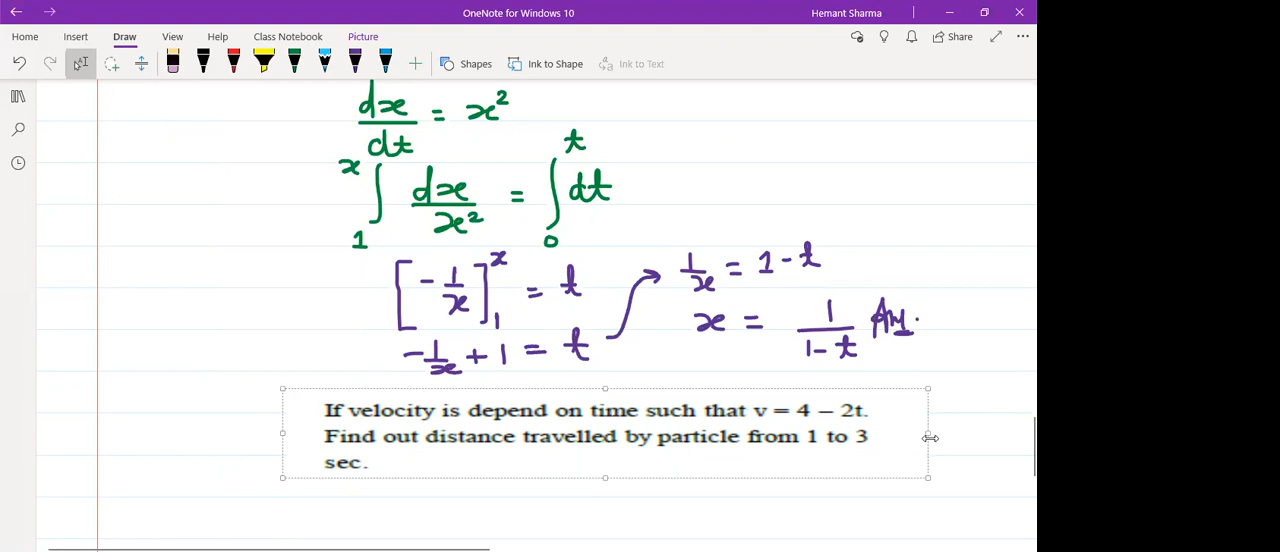 OneNote for Windows 10
Hemant Sharma
Home Insert Draw View Help Class Notebook Picture
Share
Shapes Ink to Shape Ink to Text
dx/dt = x²
∫₁ˣ dx/x² = ∫₀ᵗ dt
[-1/x]₁ˣ = t
-1/x + 1 = t
1/x = 1 - t
x = 1/(1-t) Ans.
If velocity is depend on time such that v = 4 – 2t.
Find out distance travelled by particle from 1 to 3
sec.